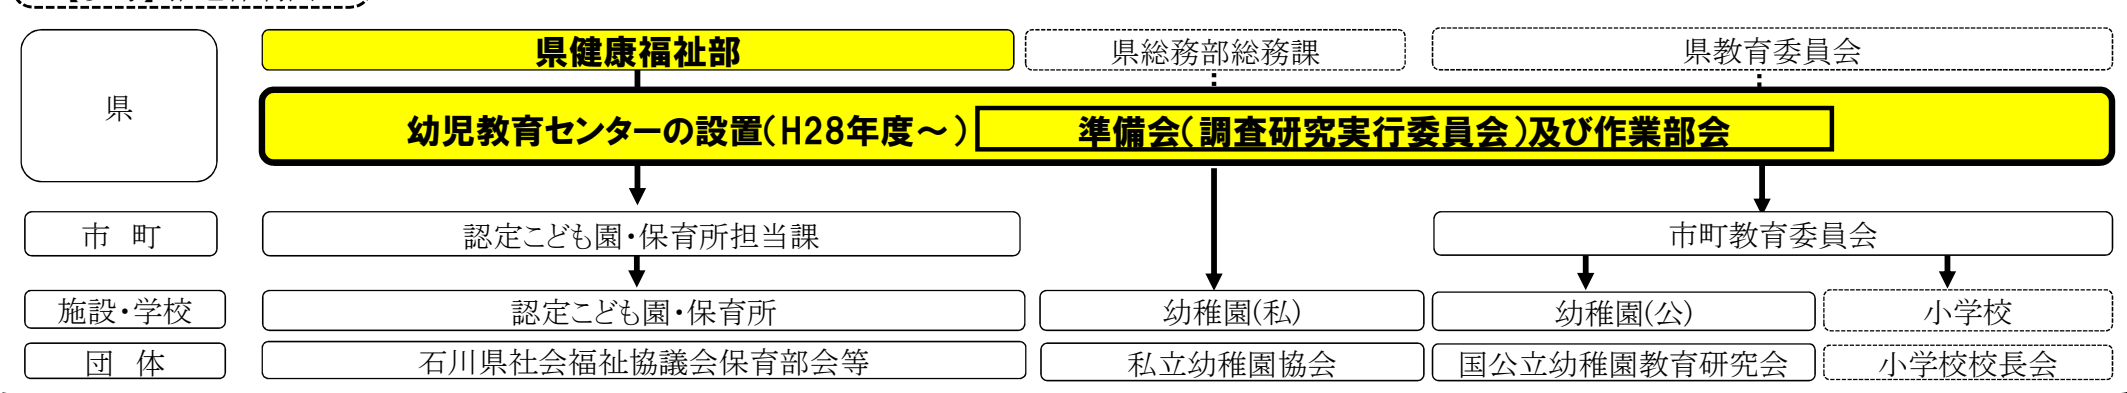 県
県健康福祉部
県総務部総務課
県教育委員会
幼児教育センターの設置(H28年度～)
準備会(調査研究実行委員会)及び作業部会
市　町
認定こども園・保育所担当課
市町教育委員会
施設・学校
認定こども園・保育所
幼稚園(私)
幼稚園(公)
小学校
団　体
石川県社会福祉協議会保育部会等
私立幼稚園協会
国公立幼稚園教育研究会
小学校校長会